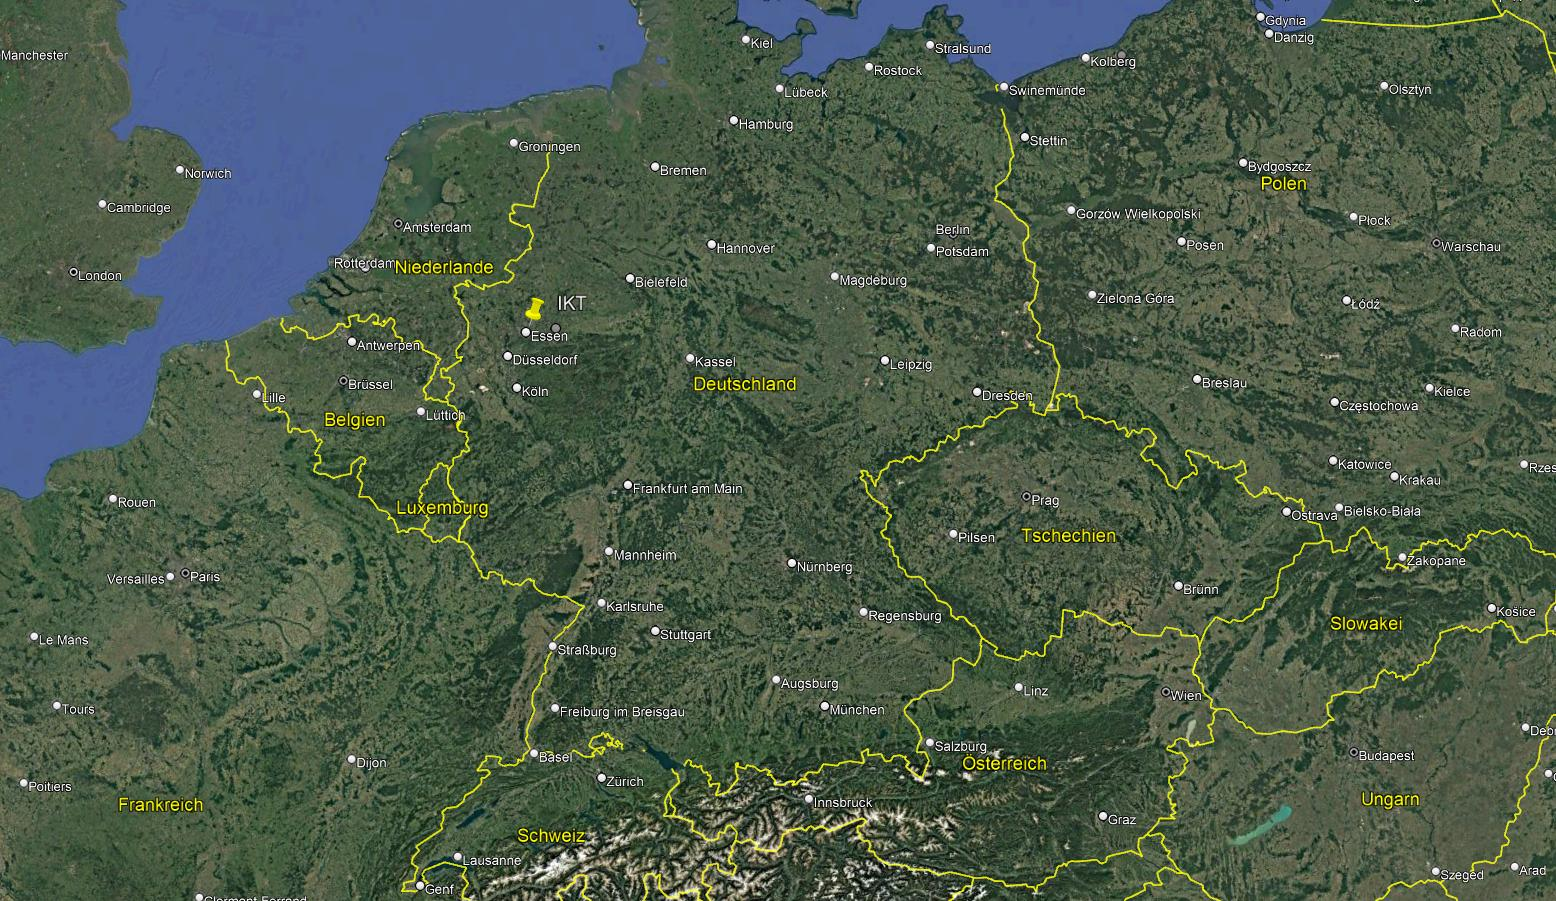 Gdynia
Danzig
Kiel
Stralsund
Manchester
Kolberg
Rostock
Swinemünde
Olsztyn
Lübeck
Hamburg
Stettin
Groningen
Bremen
Bydgoszcz
Norwich
Polen
Cambridge
Gorzów Wielkopolski
Płock
Amsterdam
Berlin
Hannover
Potsdam
Posen
Warschau
Rotterdam
Niederlande
London
Bielefeld
Magdeburg
Zielona Góra
IKT
Łódź
Essen
Radom
Antwerpen
Düsseldorf
Kassel
Leipzig
Brüssel
Deutschland
Breslau
Lille
Köln
Dresden
Kielce
Częstochowa
Belgien
Lüttich
Katowice
Rzes
Krakau
Frankfurt am Main
Rouen
Prag
Luxemburg
Ostrava
Bielsko-Biała
Pilsen
Tschechien
Mannheim
Zakopane
Versailles
Paris
Nürnberg
Brünn
Karlsruhe
Regensburg
Košice
Le Mans
Stuttgart
Slowakei
Straßburg
Augsburg
Linz
Wien
Tours
Freiburg im Breisgau
München
Debr
Salzburg
Basel
Dijon
Österreich
Budapest
Zürich
Poitiers
Frankreich
Innsbruck
Ungarn
Graz
Schweiz
Lausanne
Genf
Szeged
Arad
Clermont-Ferrand